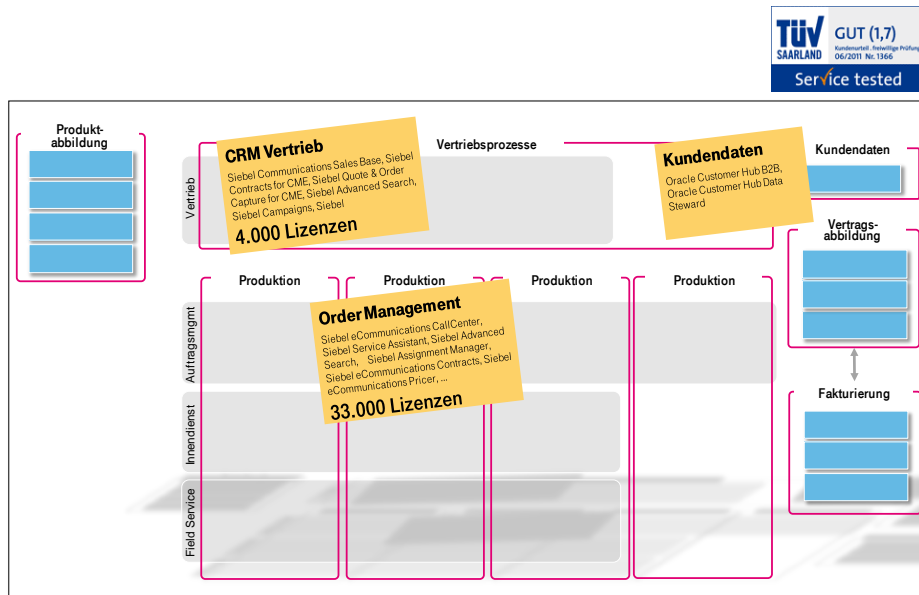 TÜV
SAARLAND
GUT (1,7)
Kundenurteil . freiwillige Prüfung
06/2011 Nr. 1366
Service tested
Produkt-
abbildung
Vertrieb
CRM Vertrieb
Siebel Communications Sales Base, Siebel
Contracts for CME, Siebel Quote & Order
Capture for CME, Siebel Advanced Search,
Siebel Campaigns, Siebel
4.000 Lizenzen
Vertriebsprozesse
Kundendaten
Oracle Customer Hub B2B,
Oracle Customer Hub Data
Steward
Kundendaten
Vertrags-
abbildung
Produktion
Produktion
Produktion
Produktion
Auftragsmgmt
Order Management
Siebel eCommunications CallCenter,
Siebel Service Assistant, Siebel Advanced
Search, Siebel Assignment Manager,
Siebel eCommunications Contracts, Siebel
eCommunications Pricer, ...
33.000 Lizenzen
Fakturierung
Innendienst
Field Service